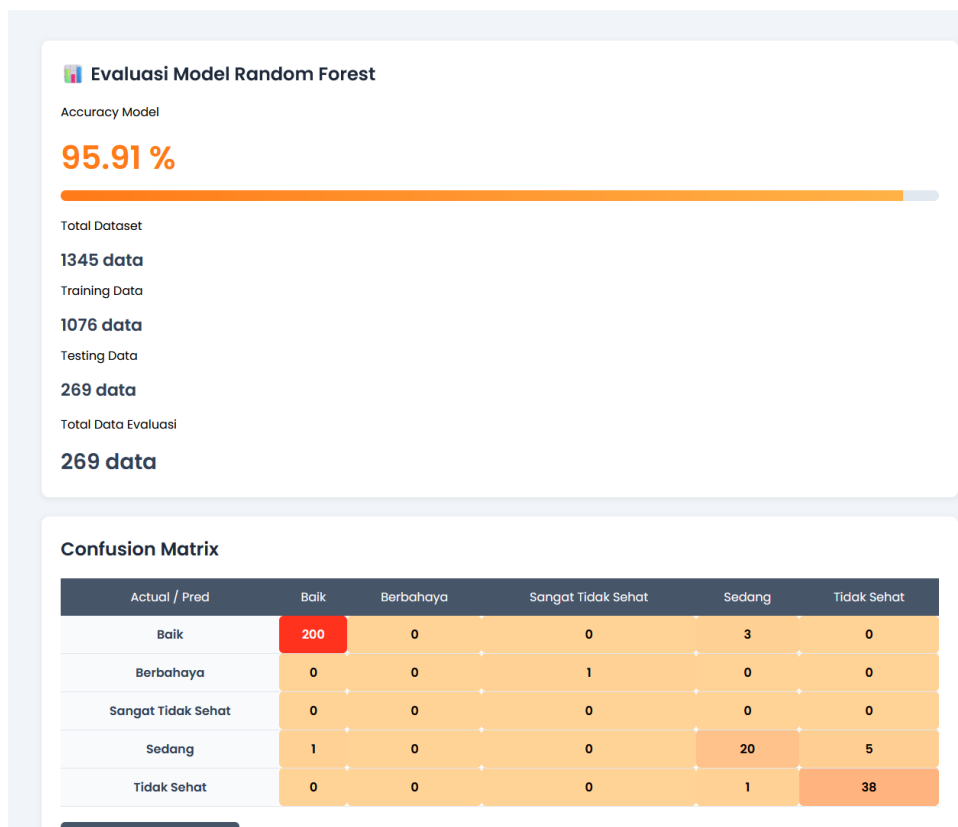 Evaluasi Model Random Forest
Accuracy Model
95.91 %
Total Dataset
1345 data
Training Data
1076 data
Testing Data
269 data
Total Data Evaluasi
269 data
Confusion Matrix
Actual / Pred Baik Berbahaya Sangat Tidak Sehat Sedang Tidak Sehat
Baik 200 0 0 3 0
Berbahaya 0 0 1 0 0
Sangat Tidak Sehat 0 0 0 0 0
Sedang 1 0 0 20 5
Tidak Sehat 0 0 0 1 38